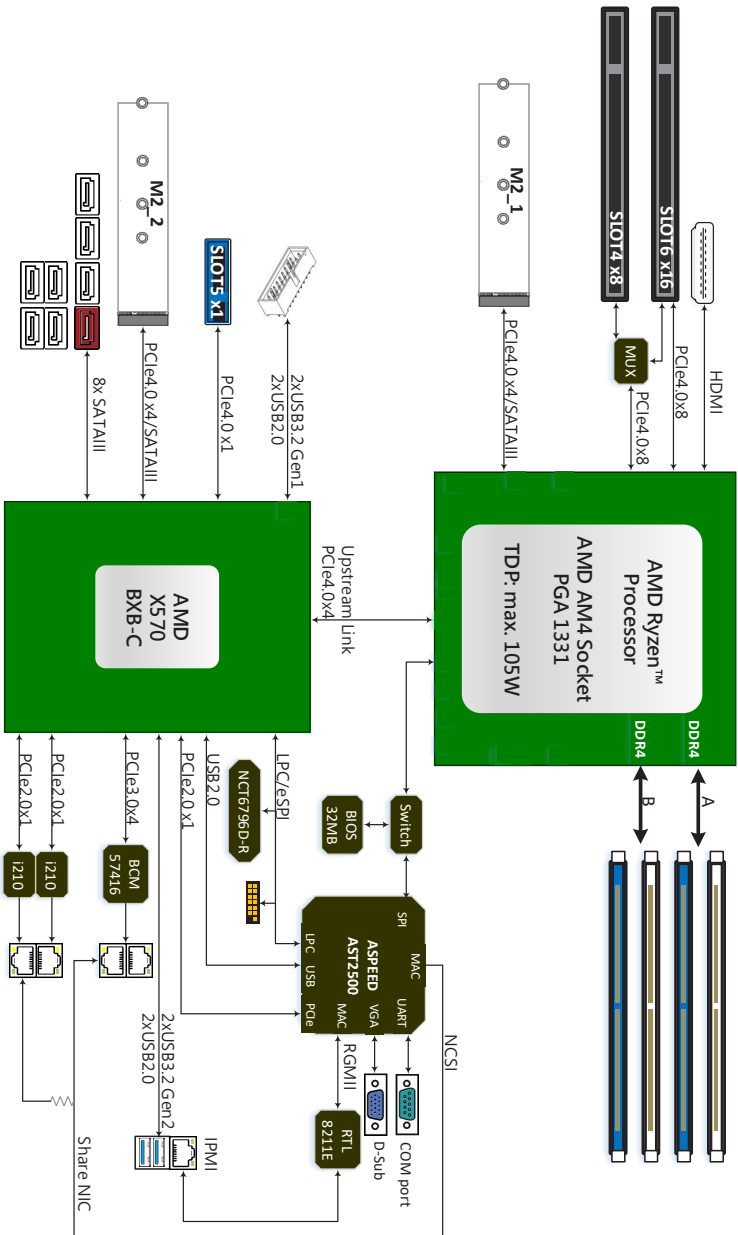 HDMI
SLOT6 x16
PCIe4.0x8
SLOT4 x8
MUX
PCIe4.0x8
M2_1
PCIe4.0 x4/SATAIII
AMD Ryzen™
Processor
AMD AM4 Socket
PGA 1331
TDP: max. 105W
DDR4
A
DDR4
B
Upstream Link
PCIe4.0x4
Switch
BIOS
32MB
2xUSB3.2 Gen1
2xUSB2.0
SLOT5 x1
PCIe4.0 x1
M2_2
PCIe4.0 x4/SATAIII
8x SATAIII
AMD
X570
BXB-C
LPC/eSPI
NCT6796D-R
USB2.0
PCIe2.0 x1
ASPEED
AST2500
SPI
MAC
LPC
USB
PCIe
MAC
VGA
UART
NCSI
COM port
D-Sub
RGMII
RTL
8211E
IPMI
2xUSB3.2 Gen2
2xUSB2.0
PCIe3.0x4
BCM
57416
PCIe2.0x1
i210
PCIe2.0x1
i210
Share NIC